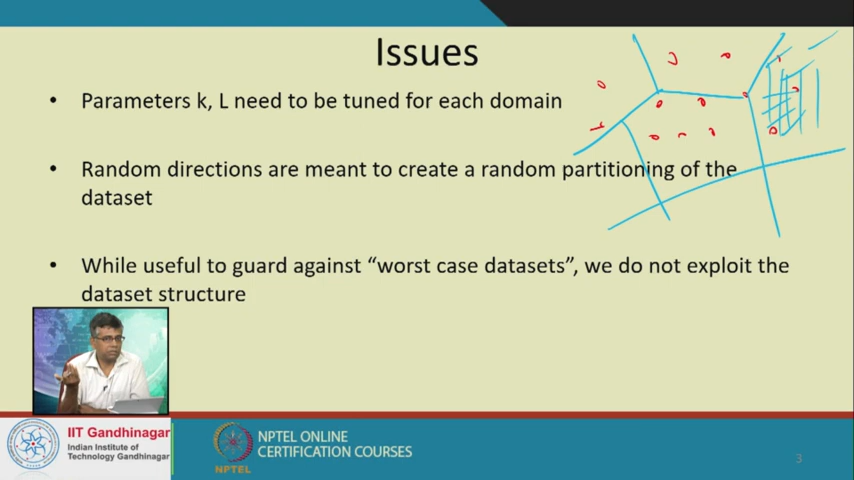 Issues
• Parameters k, L need to be tuned for each domain
• Random directions are meant to create a random partitioning of the
dataset
• While useful to guard against “worst case datasets”, we do not exploit the
dataset structure
IIT Gandhinagar
Indian Institute of
Technology Gandhinagar
NPTEL
NPTEL ONLINE
CERTIFICATION COURSES
3